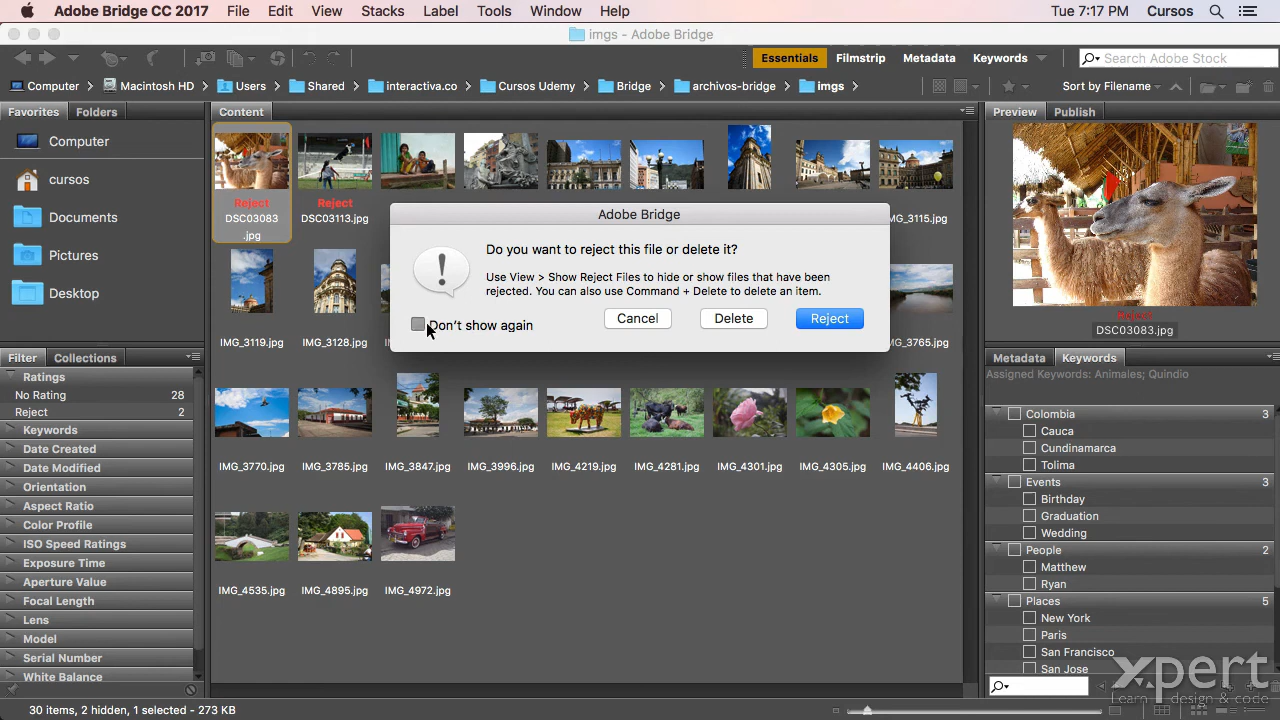 Adobe Bridge CC 2017 File Edit View Stacks Label Tools Window Help Tue 7:17 PM Cursos
imgs - Adobe Bridge
Essentials Filmstrip Metadata Keywords Search Adobe Stock
Computer Macintosh HD Users Shared interactiva.co Cursos Udemy Bridge archivos-bridge imgs Sort by Filename
Favorites Folders
Computer
cursos
Documents
Pictures
Desktop
Content
Reject
DSC03083
.jpg
Reject
DSC03113.jpg
_3115.jpg
IMG_3119.jpg IMG_3128.jpg _3765.jpg
IMG_3770.jpg IMG_3785.jpg IMG_3847.jpg IMG_3996.jpg IMG_4219.jpg IMG_4281.jpg IMG_4301.jpg IMG_4305.jpg IMG_4406.jpg
IMG_4535.jpg IMG_4895.jpg IMG_4972.jpg
Adobe Bridge
Do you want to reject this file or delete it?
Use View > Show Reject Files to hide or show files that have been
rejected. You can also use Command + Delete to delete an item.
Don't show again Cancel Delete Reject
Filter Collections
Ratings
No Rating 28
Reject 2
Keywords
Date Created
Date Modified
Orientation
Aspect Ratio
Color Profile
ISO Speed Ratings
Exposure Time
Aperture Value
Focal Length
Lens
Model
Serial Number
White Balance
Preview Publish
Reject
DSC03083.jpg
Metadata Keywords
Assigned Keywords: Animales; Quindio
Colombia 3
Cauca
Cundinamarca
Tolima
Events 3
Birthday
Graduation
Wedding
People 2
Matthew
Ryan
Places 5
New York
Paris
San Francisco
San Jose
xpert
Learn design & code
30 items, 2 hidden, 1 selected - 273 KB